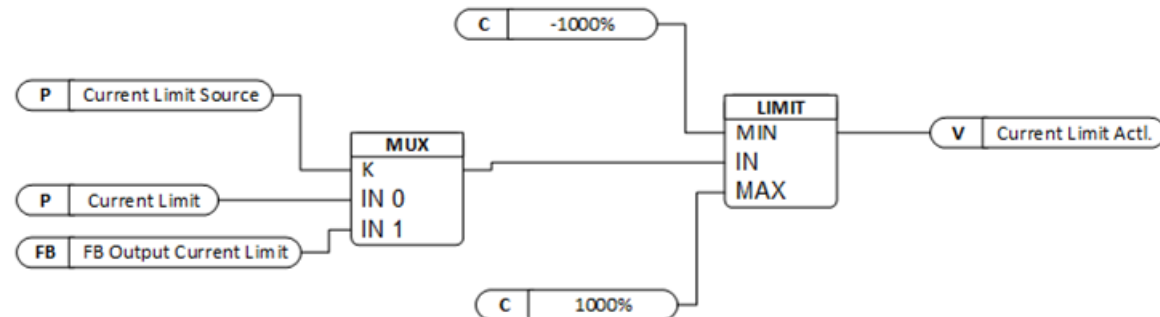 C -1000%
P Current Limit Source
LIMIT
MIN
V Current Limit Actl.
MUX
IN
K
MAX
P Current Limit
IN 0
IN 1
FB FB Output Current Limit
C 1000%